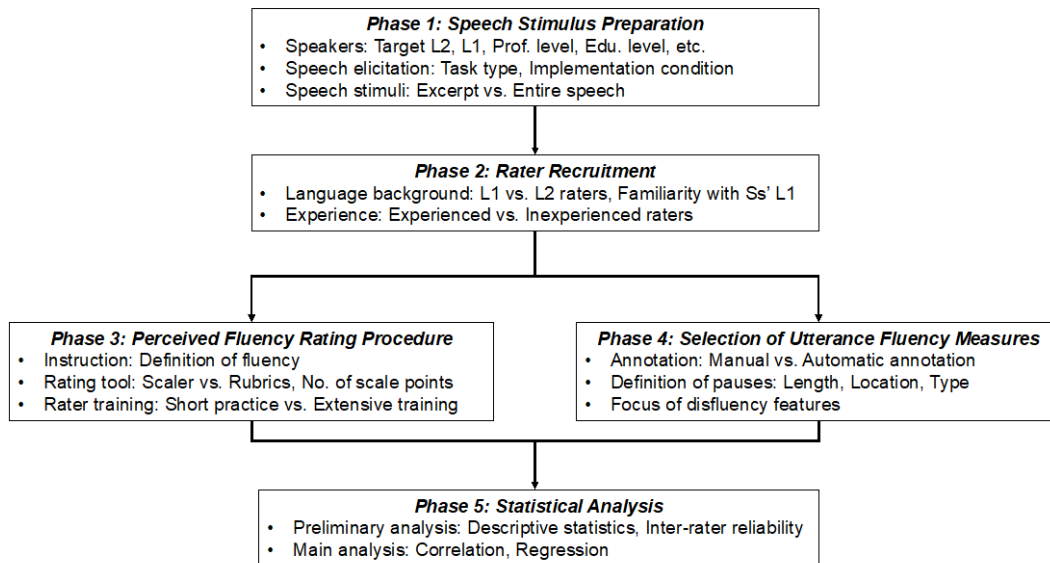 Phase 1: Speech Stimulus Preparation
• Speakers: Target L2, L1, Prof. level, Edu. level, etc.
• Speech elicitation: Task type, Implementation condition
• Speech stimuli: Excerpt vs. Entire speech
Phase 2: Rater Recruitment
• Language background: L1 vs. L2 raters, Familiarity with Ss' L1
• Experience: Experienced vs. Inexperienced raters
Phase 3: Perceived Fluency Rating Procedure
• Instruction: Definition of fluency
• Rating tool: Scaler vs. Rubrics, No. of scale points
• Rater training: Short practice vs. Extensive training
Phase 4: Selection of Utterance Fluency Measures
• Annotation: Manual vs. Automatic annotation
• Definition of pauses: Length, Location, Type
• Focus of disfluency features
Phase 5: Statistical Analysis
• Preliminary analysis: Descriptive statistics, Inter-rater reliability
• Main analysis: Correlation, Regression